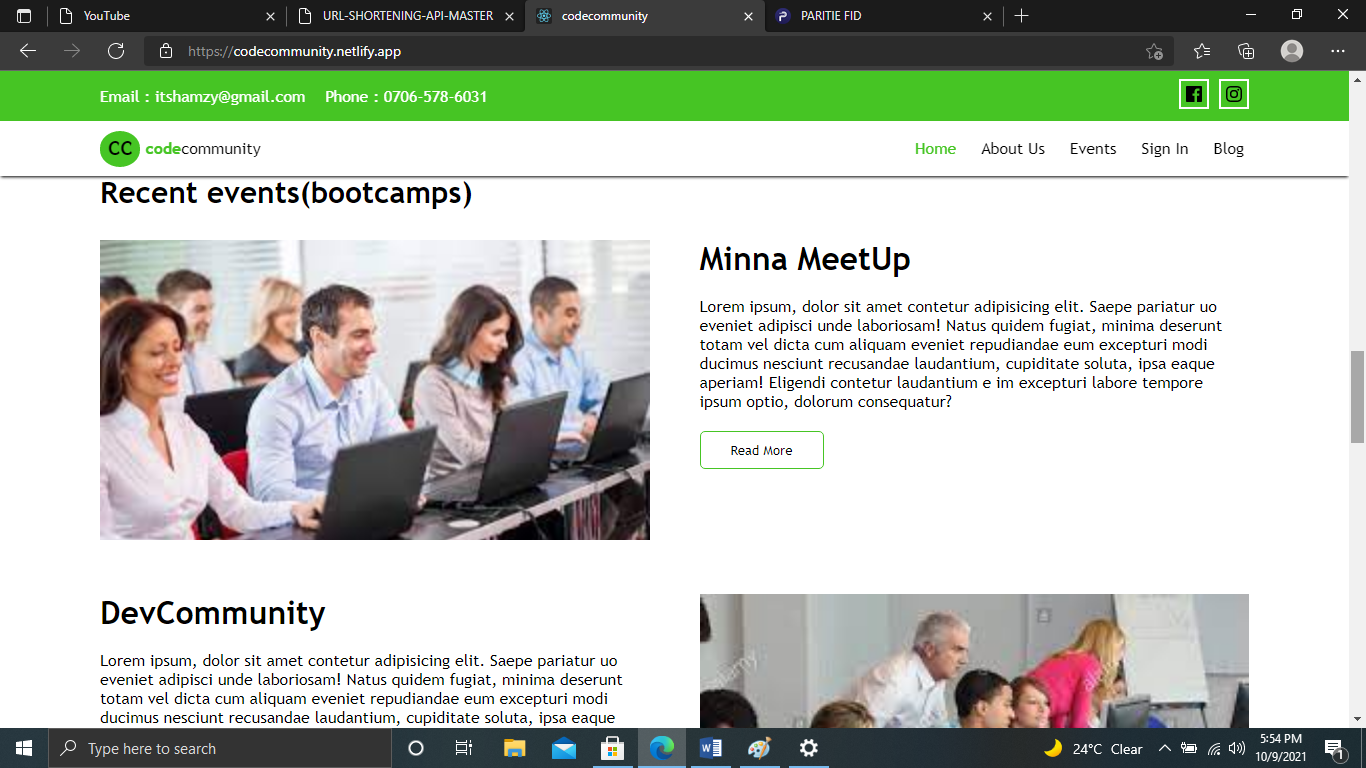 YouTube
URL-SHORTENING-API-MASTER
codecommunity
PARITIE FID
https://codecommunity.netlify.app
Email : itshamzy@gmail.com Phone : 0706-578-6031
CC codecommunity
Home About Us Events Sign In Blog
Recent events(bootcamps)
Minna MeetUp
Lorem ipsum, dolor sit amet contetur adipisicing elit. Saepe pariatur uo
eveniet adipisci unde laboriosam! Natus quidem fugiat, minima deserunt
totam vel dicta cum aliquam eveniet repudiandae eum excepturi modi
ducimus nesciunt recusandae laudantium, cupiditate soluta, ipsa eaque
aperiam! Eligendi contetur laudantium e im excepturi labore tempore
ipsum optio, dolorum consequatur?
Read More
DevCommunity
Lorem ipsum, dolor sit amet contetur adipisicing elit. Saepe pariatur uo
eveniet adipisci unde laboriosam! Natus quidem fugiat, minima deserunt
totam vel dicta cum aliquam eveniet repudiandae eum excepturi modi
ducimus nesciunt recusandae laudantium, cupiditate soluta, ipsa eaque
Type here to search
24°C Clear
5:54 PM
10/9/2021
1